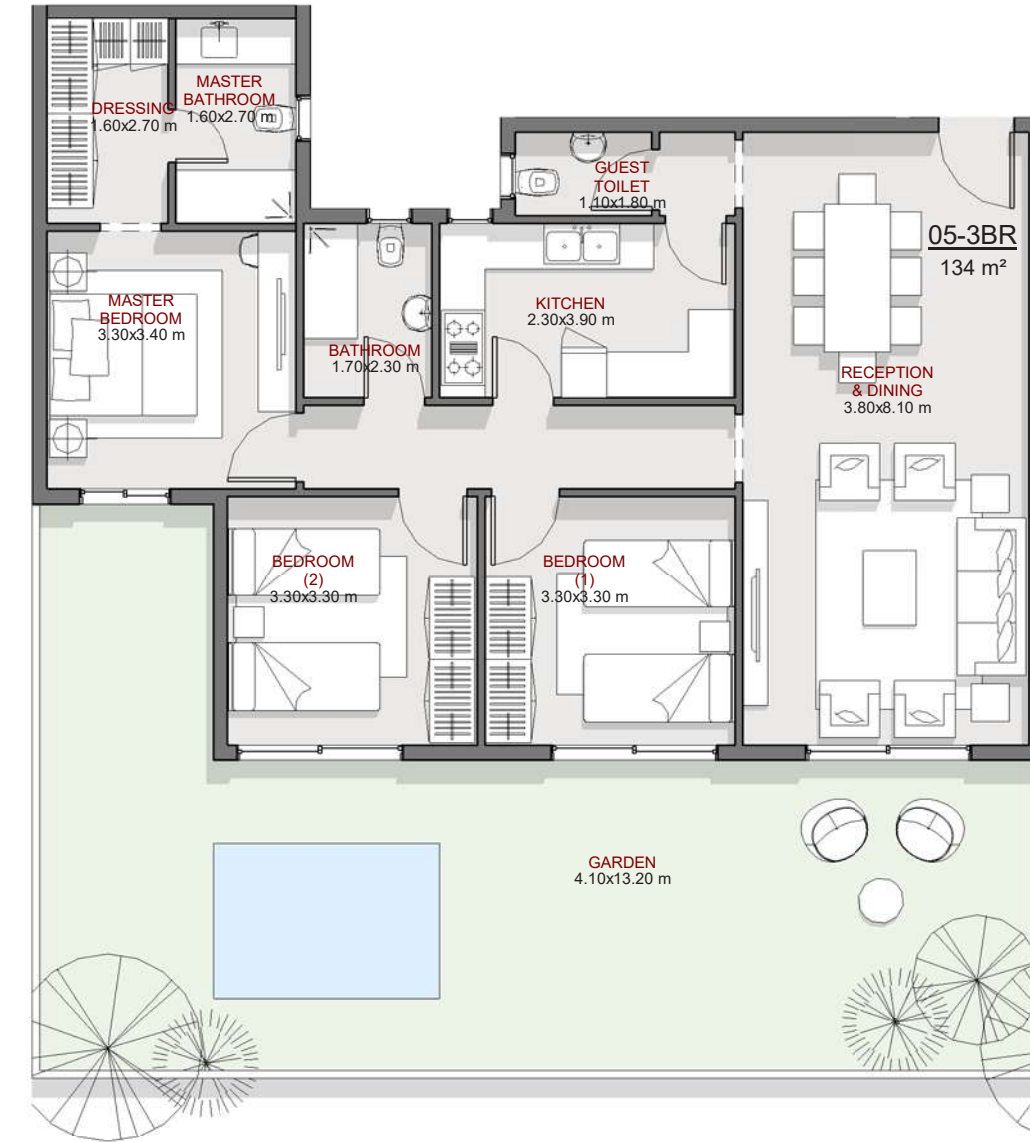 MASTER
BATHROOM
1.60x2.70 m
DRESSING
1.60x2.70 m
GUEST
TOILET
1.10x1.80 m
05-3BR
134 m²
MASTER
BEDROOM
3.30x3.40 m
KITCHEN
2.30x3.90 m
BATHROOM
1.70x2.30 m
RECEPTION
& DINING
3.80x8.10 m
BEDROOM
(2)
3.30x3.30 m
BEDROOM
(1)
3.30x3.30 m
GARDEN
4.10x13.20 m